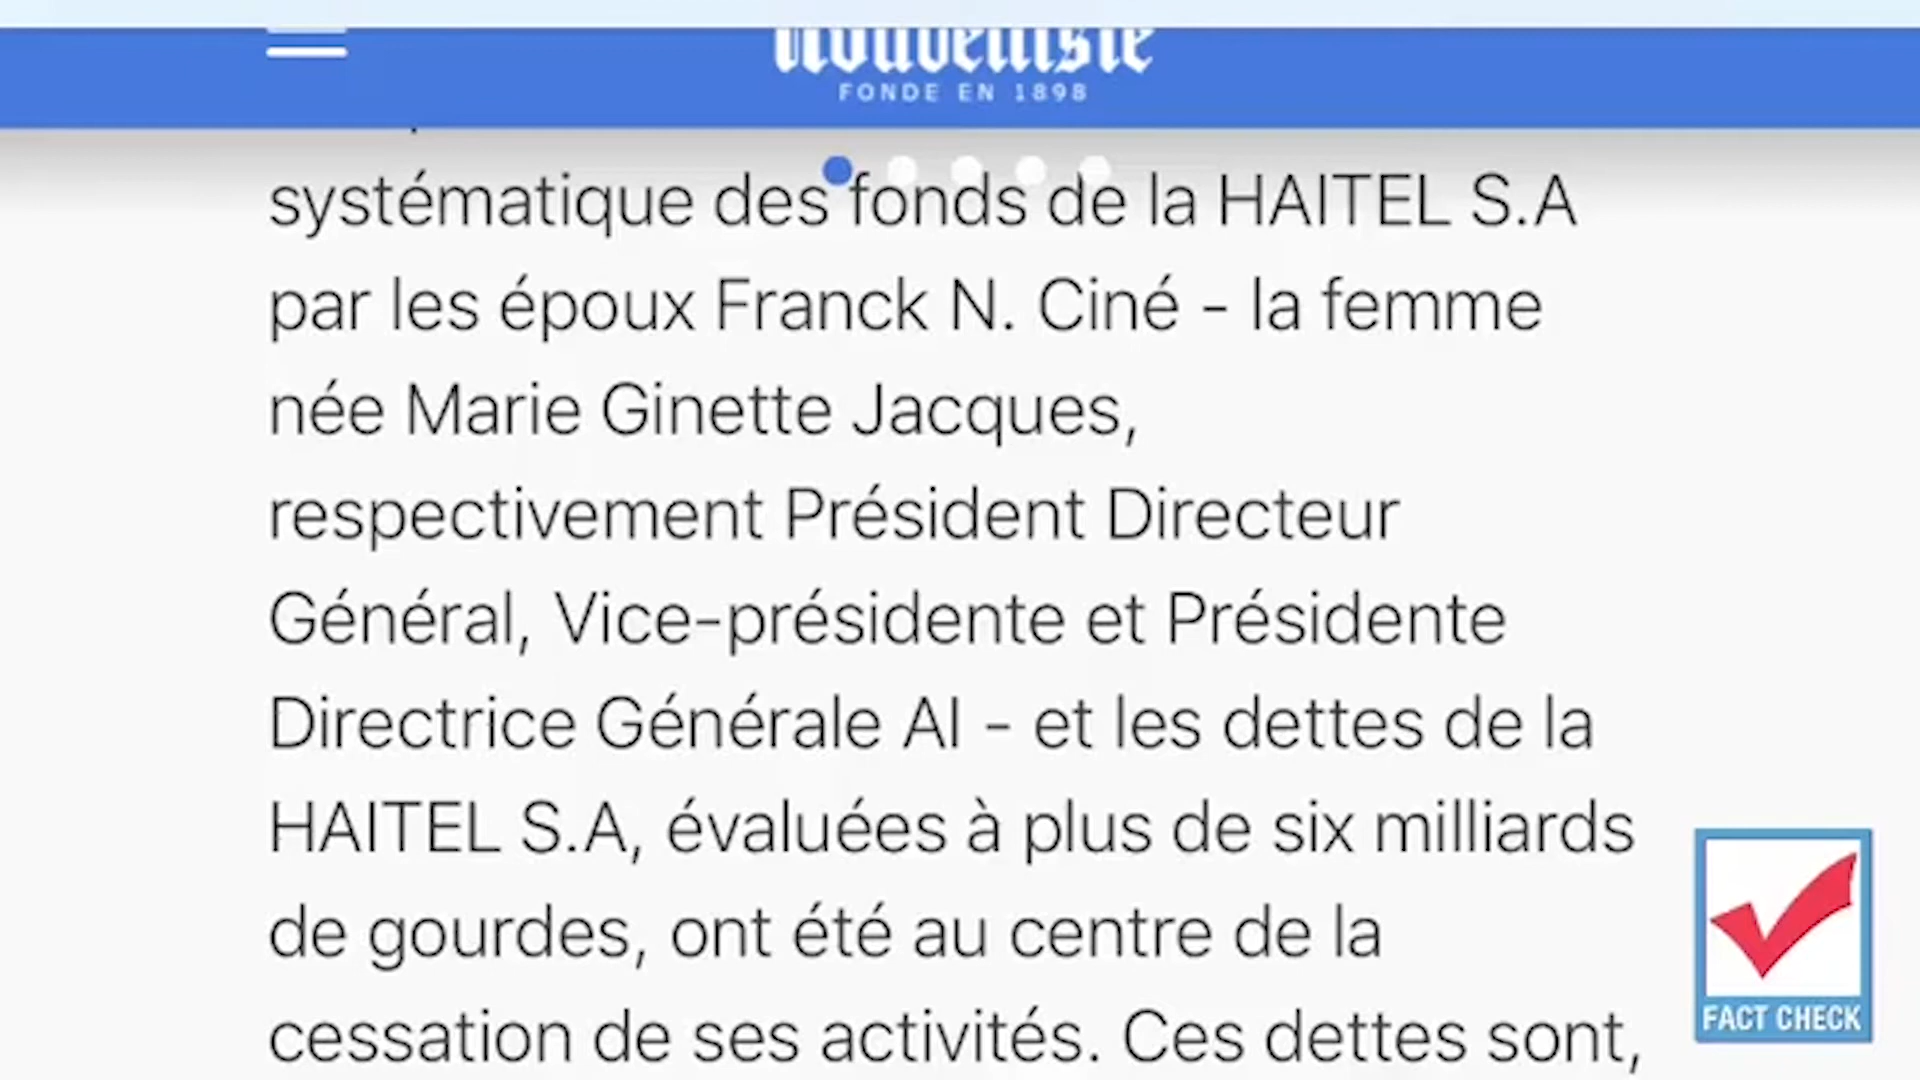 Nouvelliste
FONDE EN 1898
systématique des fonds de la HAITEL S.A
par les époux Franck N. Ciné - la femme
née Marie Ginette Jacques,
respectivement Président Directeur
Général, Vice-présidente et Présidente
Directrice Générale AI - et les dettes de la
HAITEL S.A, évaluées à plus de six milliards
de gourdes, ont été au centre de la
cessation de ses activités. Ces dettes sont,
FACT CHECK